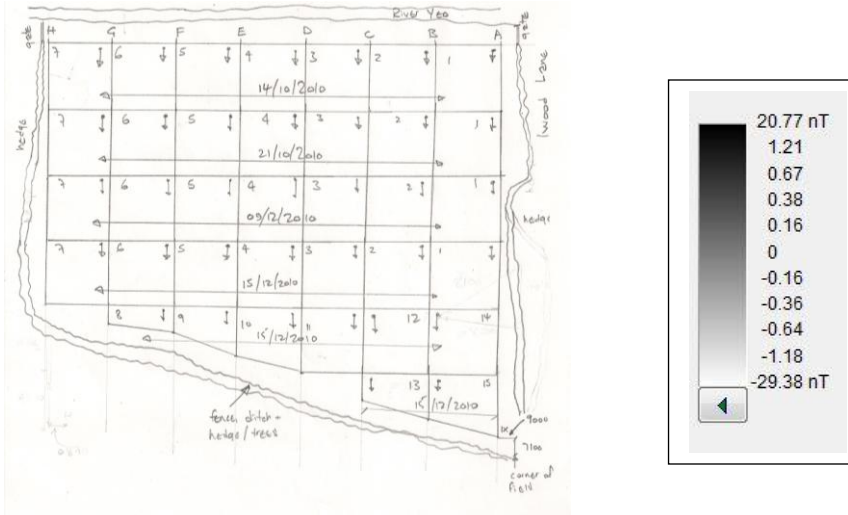 River Yeo
gate H G F E D C B A gate
7 6 5 4 3 2 1
Wood Lane
14/10/2010
hedge
7 6 5 4 3 2 1
21/10/2010
7 6 5 4 3 2 1
09/12/2010
hedge
7 6 5 4 3 2 1
15/12/2010
8 9 10 11 12 14
15/12/2010
13 15
15/12/2010
fence ditch +
hedge/trees
9000
7100
corner of
field
20.77 nT
1.21
0.67
0.38
0.16
0
-0.16
-0.36
-0.64
-1.18
-29.38 nT